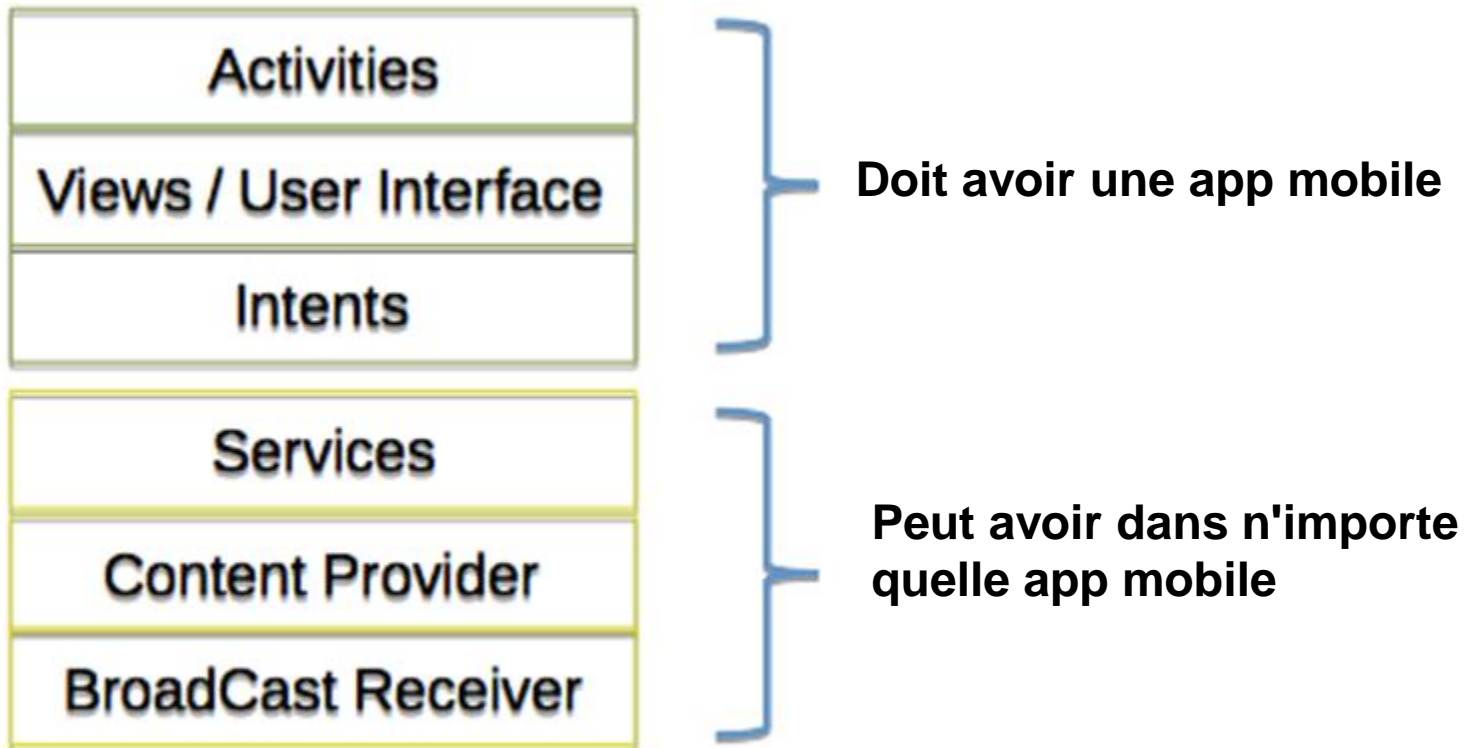 Activities
Views / User Interface
Doit avoir une app mobile
Intents
Services
Peut avoir dans n'importe
quelle app mobile
Content Provider
BroadCast Receiver